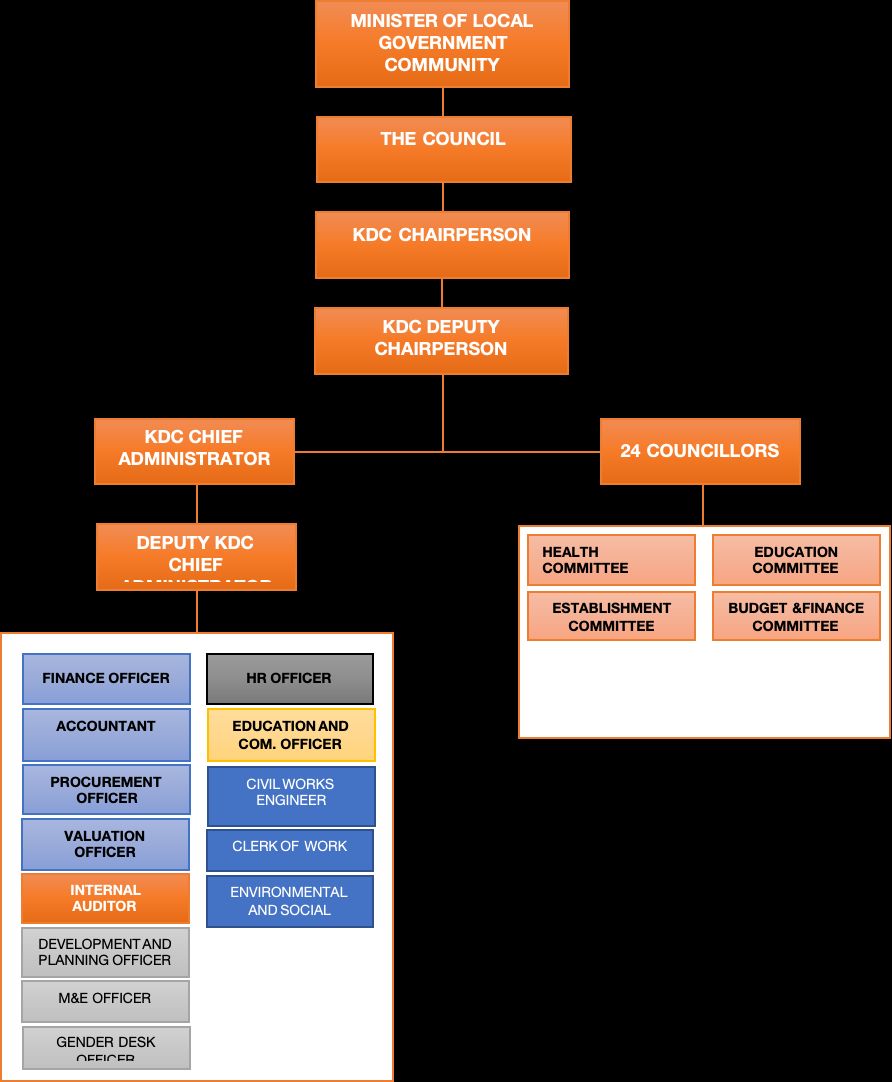 MINISTER OF LOCAL
GOVERNMENT
COMMUNITY
THE COUNCIL
KDC CHAIRPERSON
KDC DEPUTY
CHAIRPERSON
KDC CHIEF
ADMINISTRATOR
24 COUNCILLORS
DEPUTY KDC
CHIEF
ADMINISTRATOR
HEALTH
COMMITTEE
EDUCATION
COMMITTEE
ESTABLISHMENT
COMMITTEE
BUDGET &FINANCE
COMMITTEE
FINANCE OFFICER
ACCOUNTANT
PROCUREMENT
OFFICER
VALUATION
OFFICER
INTERNAL
AUDITOR
DEVELOPMENT AND
PLANNING OFFICER
M&E OFFICER
GENDER DESK
OFFICER
HR OFFICER
EDUCATION AND
COM. OFFICER
CIVIL WORKS
ENGINEER
CLERK OF WORK
ENVIRONMENTAL
AND SOCIAL